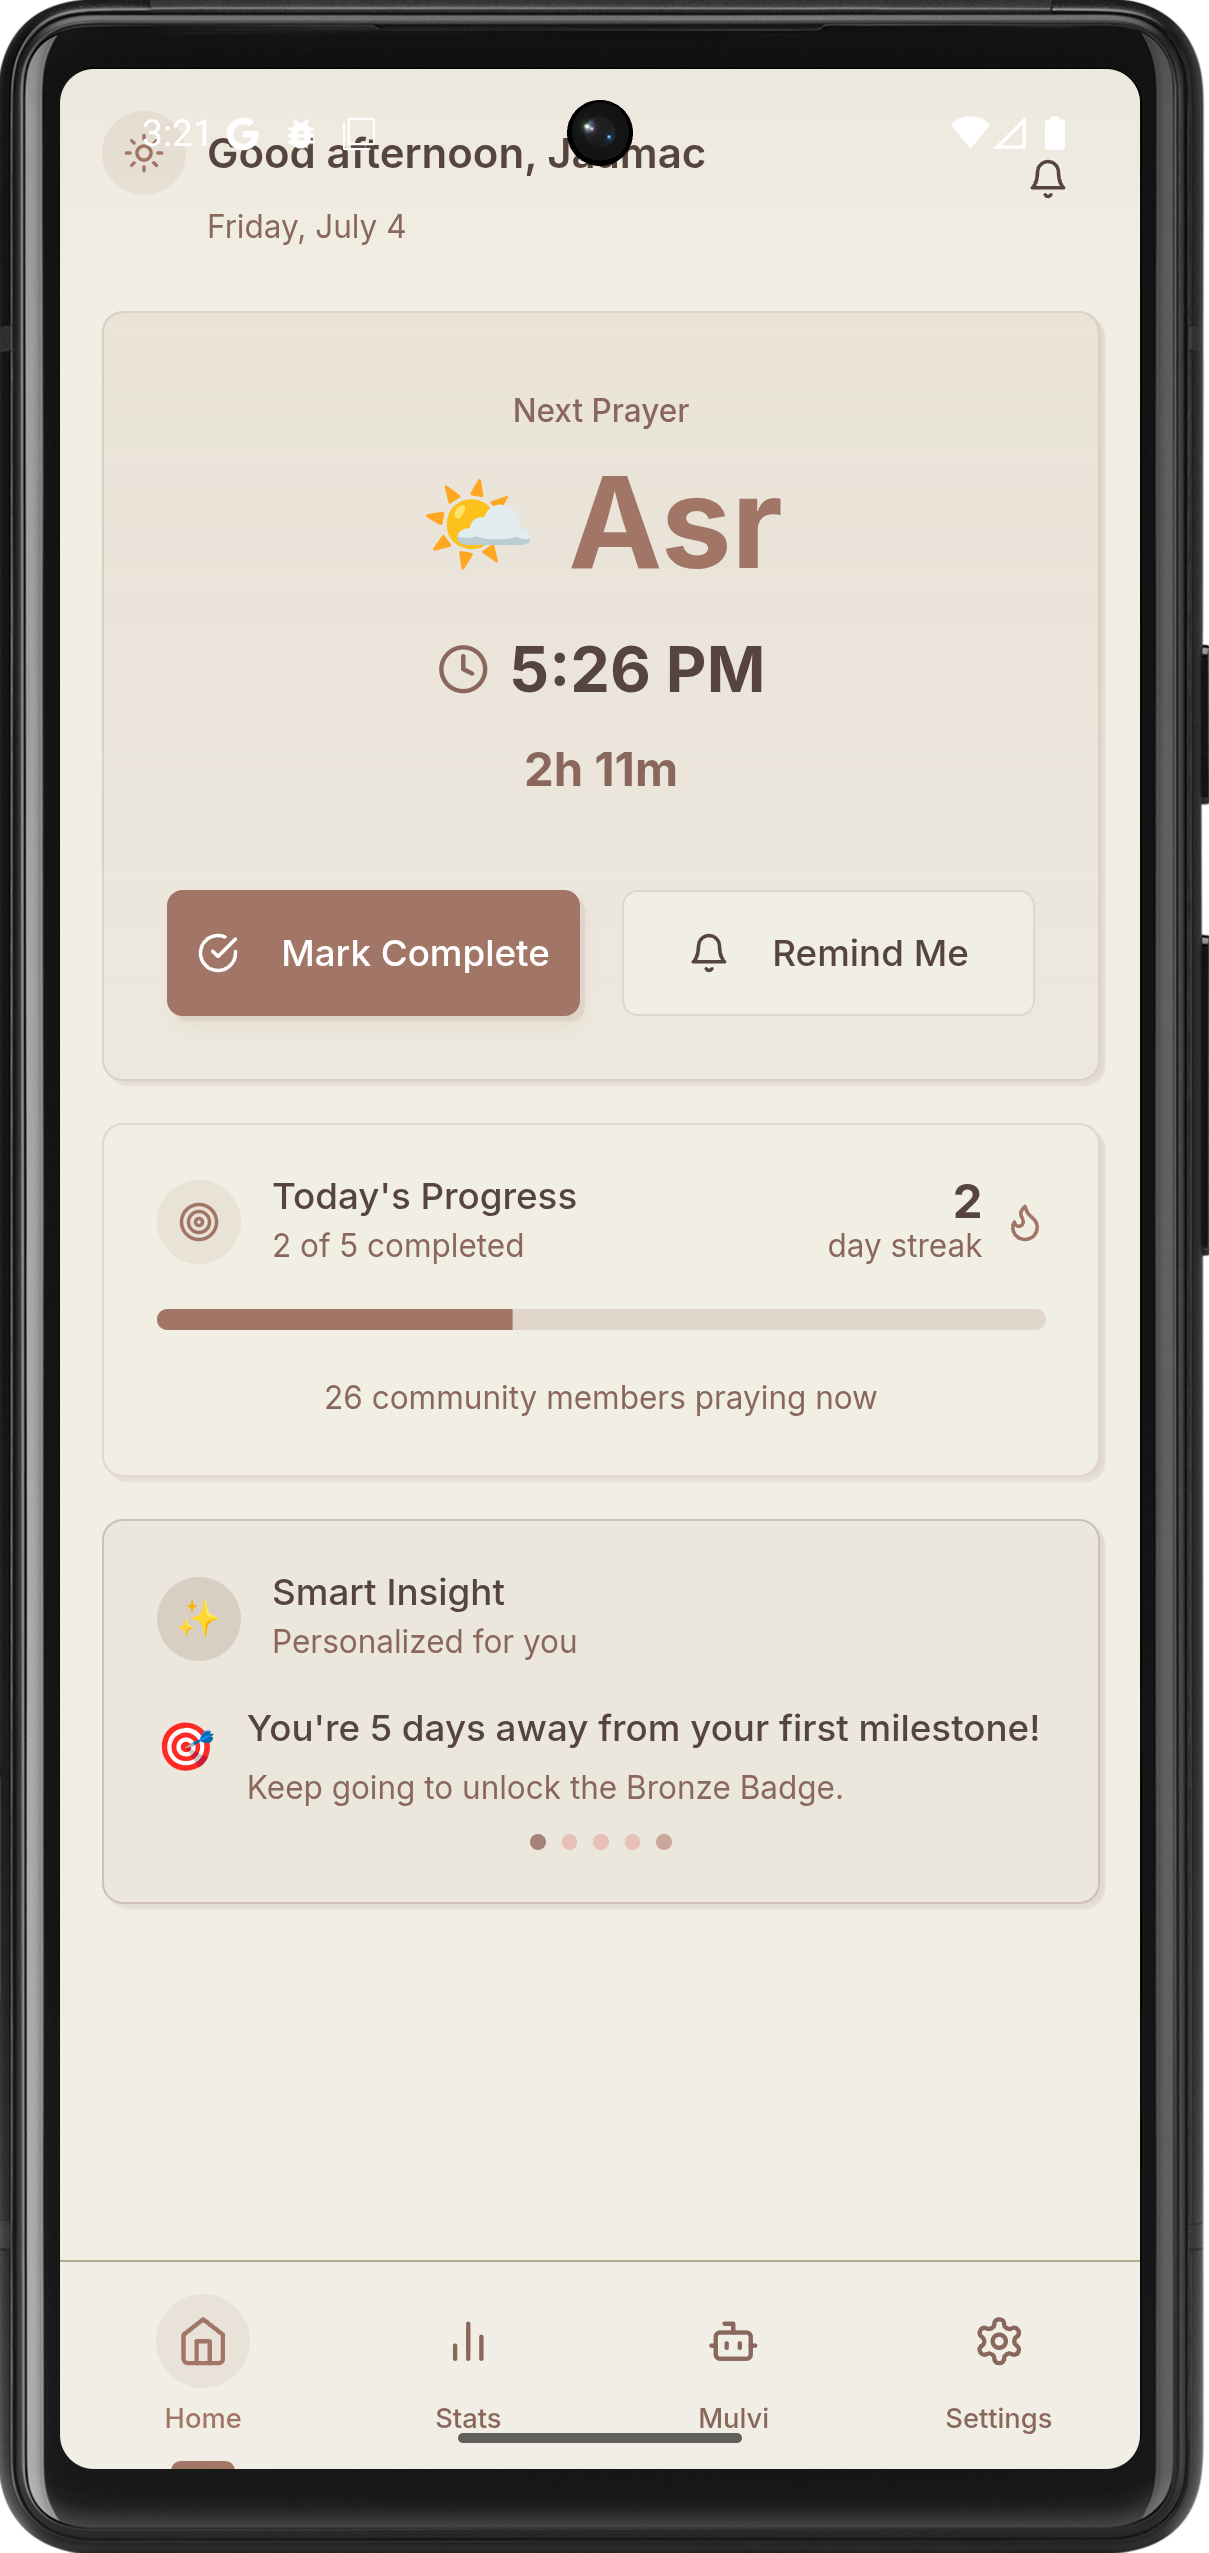 3:21
Good afternoon,
Friday, July 4
Next Prayer
Asr
5:26 PM
2h 11m
Mark Complete
Remind Me
Today's Progress
2 of 5 completed
2
day streak
26 community members praying now
Smart Insight
Personalized for you
You're 5 days away from your first milestone!
Keep going to unlock the Bronze Badge.
Home
Stats
Mulvi
Settings